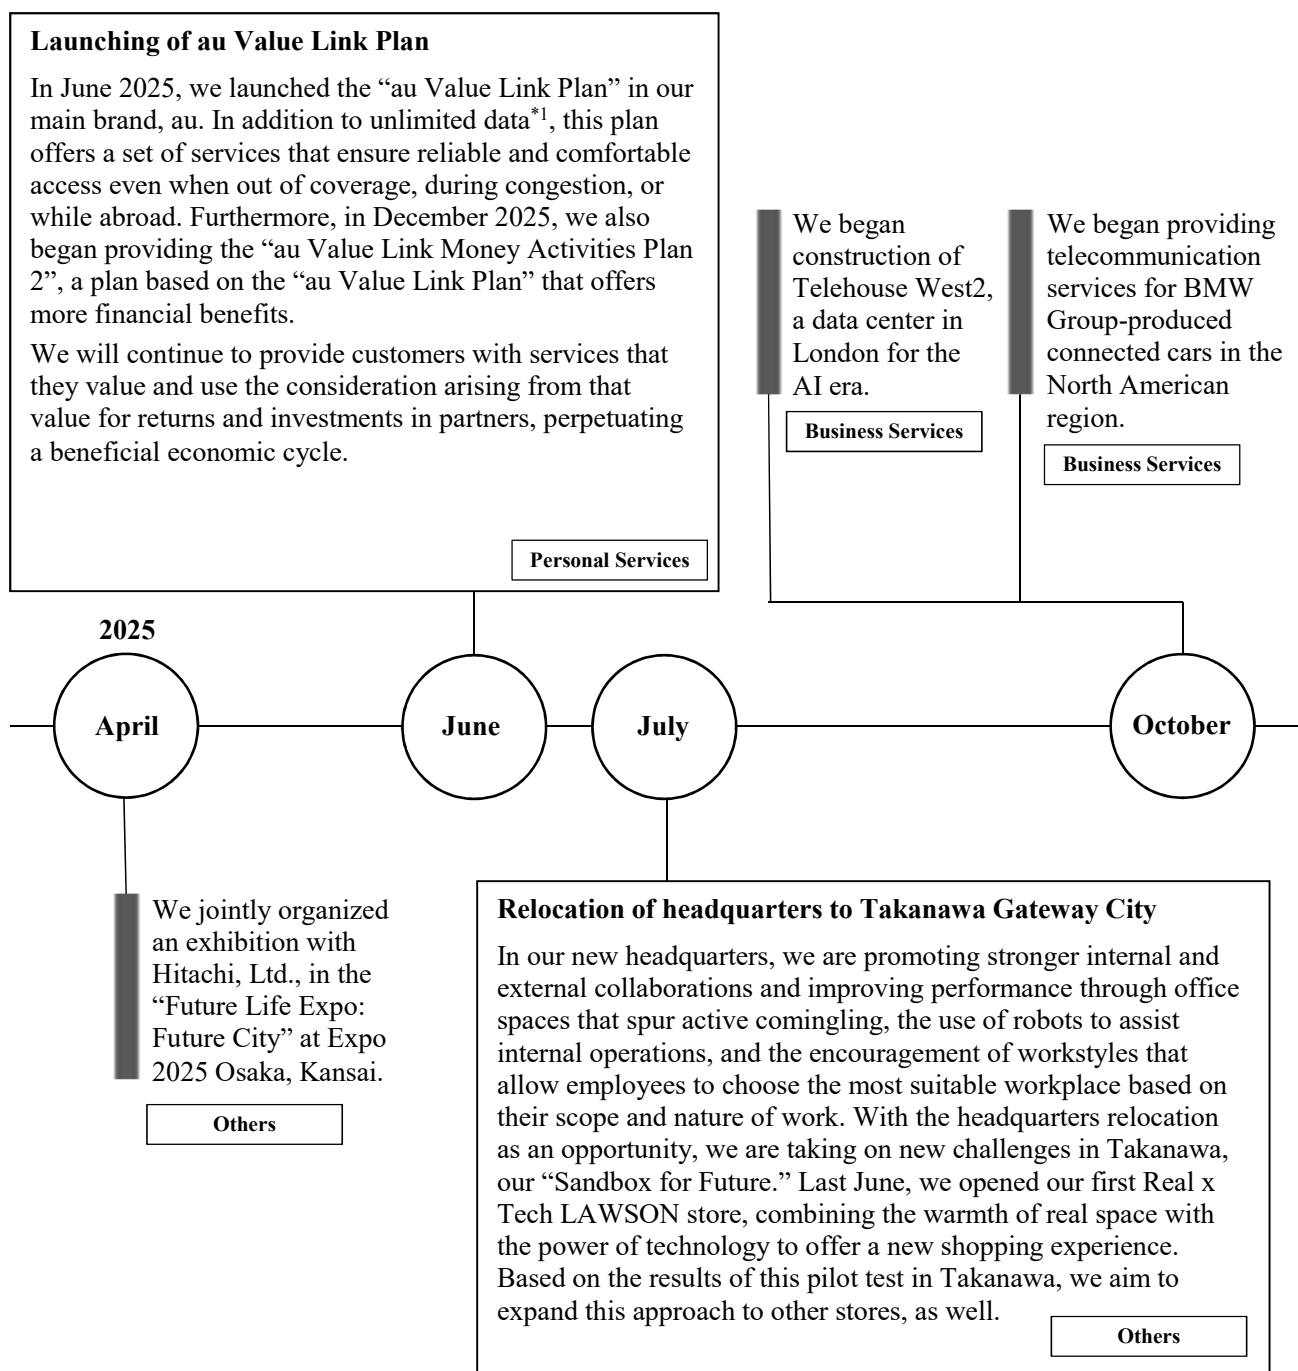 Launching of au Value Link Plan
In June 2025, we launched the “au Value Link Plan” in our
main brand, au. In addition to unlimited data*1, this plan
offers a set of services that ensure reliable and comfortable
access even when out of coverage, during congestion, or
while abroad. Furthermore, in December 2025, we also
began providing the “au Value Link Money Activities Plan
2”, a plan based on the “au Value Link Plan” that offers
more financial benefits.
We will continue to provide customers with services that
they value and use the consideration arising from that
value for returns and investments in partners, perpetuating
a beneficial economic cycle.
Personal Services
We began
construction of
Telehouse West2,
a data center in
London for the
AI era.
Business Services
We began providing
telecommunication
services for BMW
Group-produced
connected cars in the
North American
region.
Business Services
2025
April
June
July
October
We jointly organized
an exhibition with
Hitachi, Ltd., in the
“Future Life Expo:
Future City” at Expo
2025 Osaka, Kansai.
Others
Relocation of headquarters to Takanawa Gateway City
In our new headquarters, we are promoting stronger internal and
external collaborations and improving performance through office
spaces that spur active comingling, the use of robots to assist
internal operations, and the encouragement of workstyles that
allow employees to choose the most suitable workplace based on
their scope and nature of work. With the headquarters relocation
as an opportunity, we are taking on new challenges in Takanawa,
our “Sandbox for Future.” Last June, we opened our first Real x
Tech LAWSON store, combining the warmth of real space with
the power of technology to offer a new shopping experience.
Based on the results of this pilot test in Takanawa, we aim to
expand this approach to other stores, as well.
Others